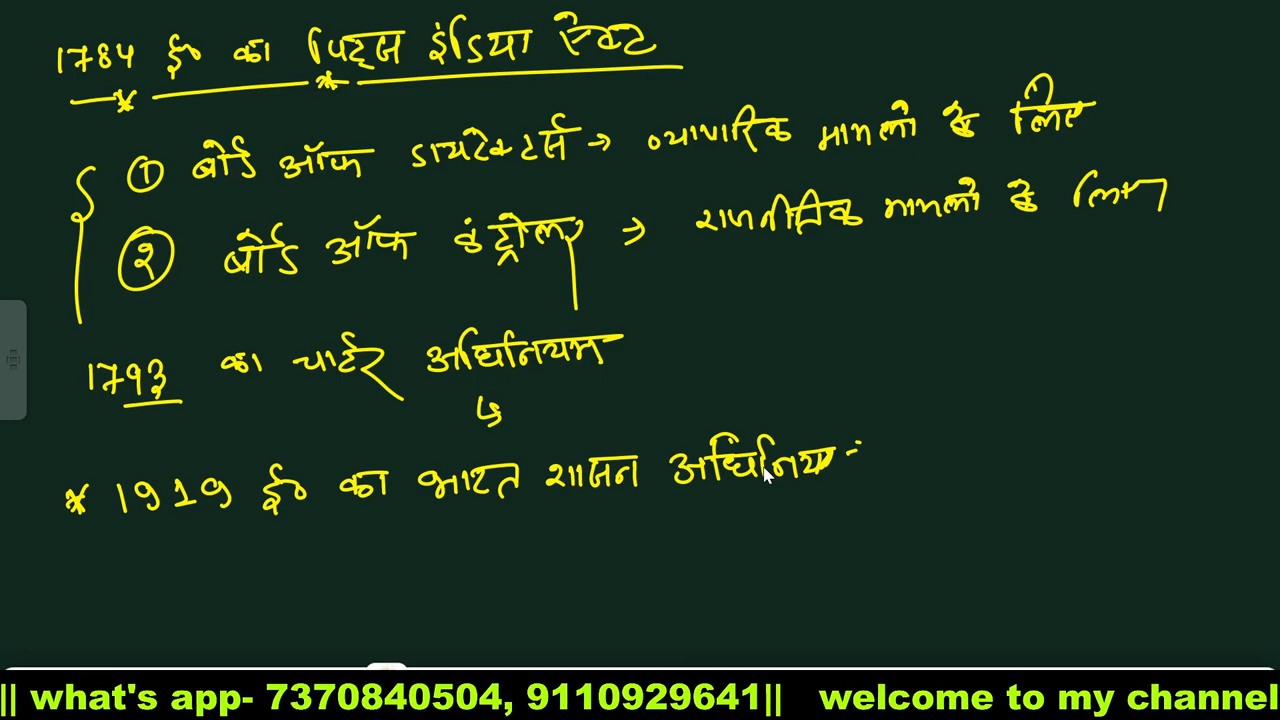 1784 ई० का पिट्स इंडिया ऐक्ट
① बोर्ड ऑफ डायरेक्टर्स → व्यापारिक मामलों के लिए
② बोर्ड ऑफ कंट्रोलर → राजनीतिक मामलों के लिए
1793 का चार्टर अधिनियम
* 1919 ई० का भारत शासन अधिनियम
|| what's app- 7370840504, 9110929641|| welcome to my channel